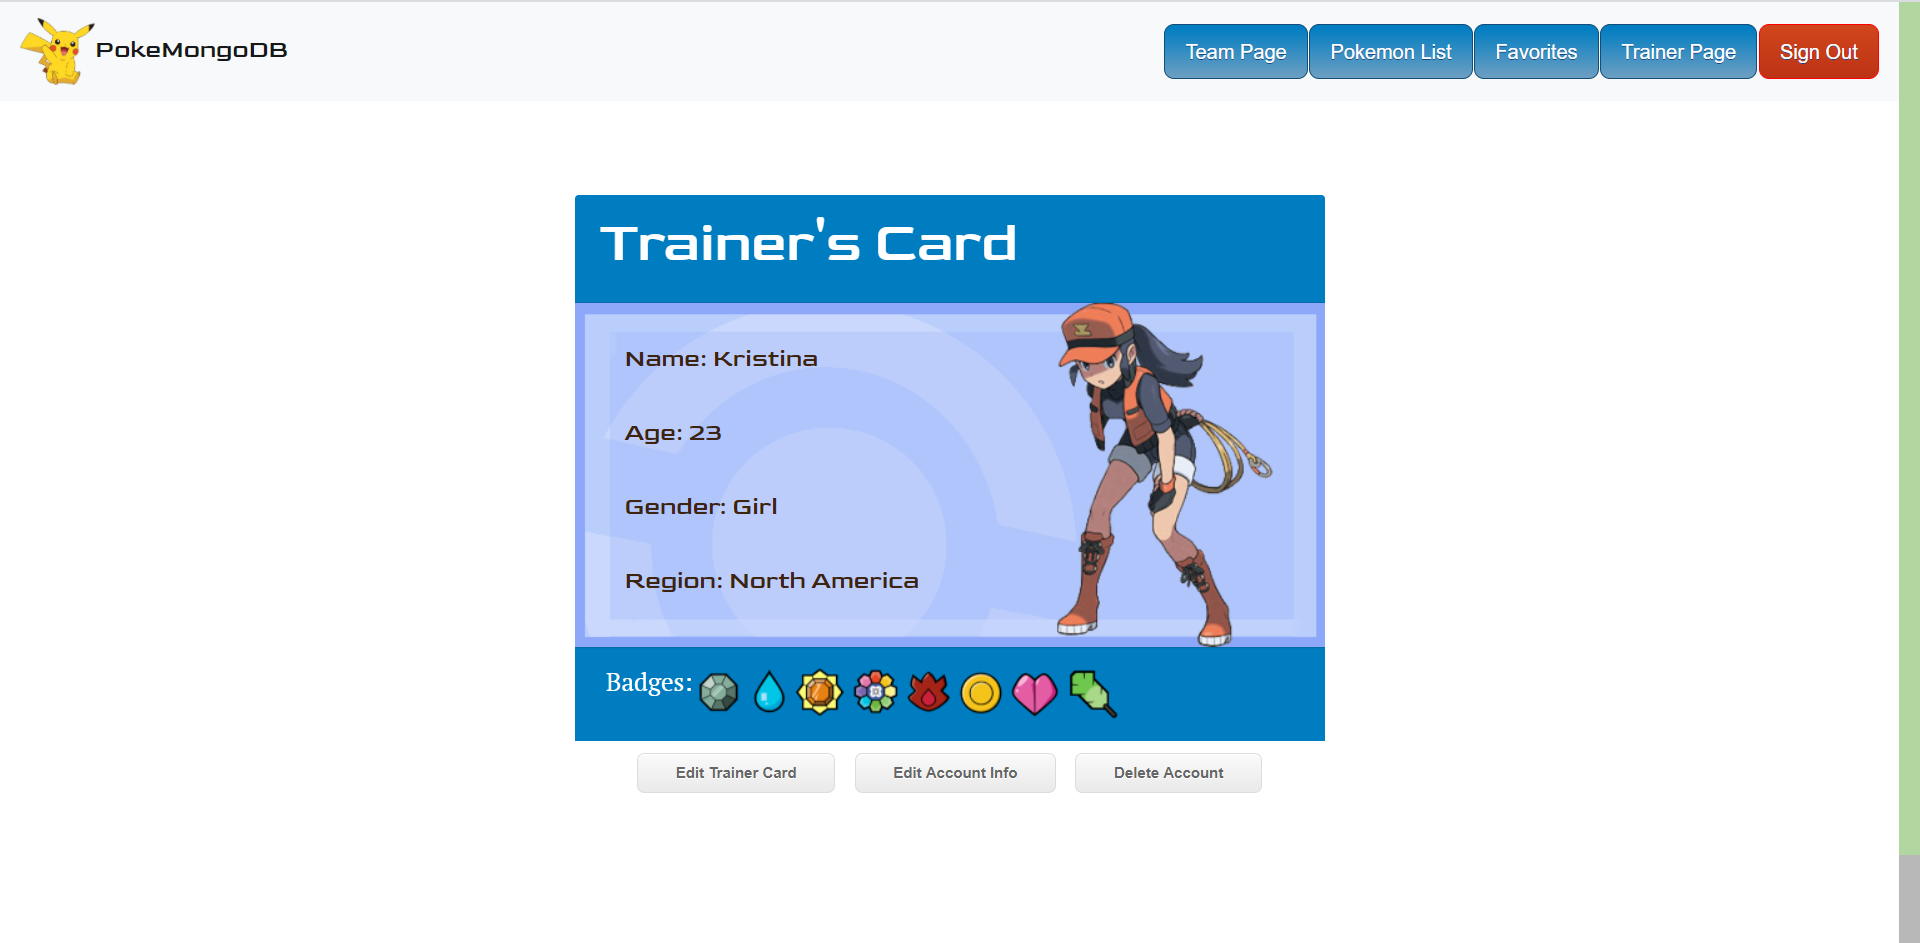 PokeMongoDB
Team Page
Pokemon List
Favorites
Trainer Page
Sign Out
Trainer's Card
Name: Kristina
Age: 23
Gender: Girl
Region: North America
Badges:
Edit Trainer Card
Edit Account Info
Delete Account